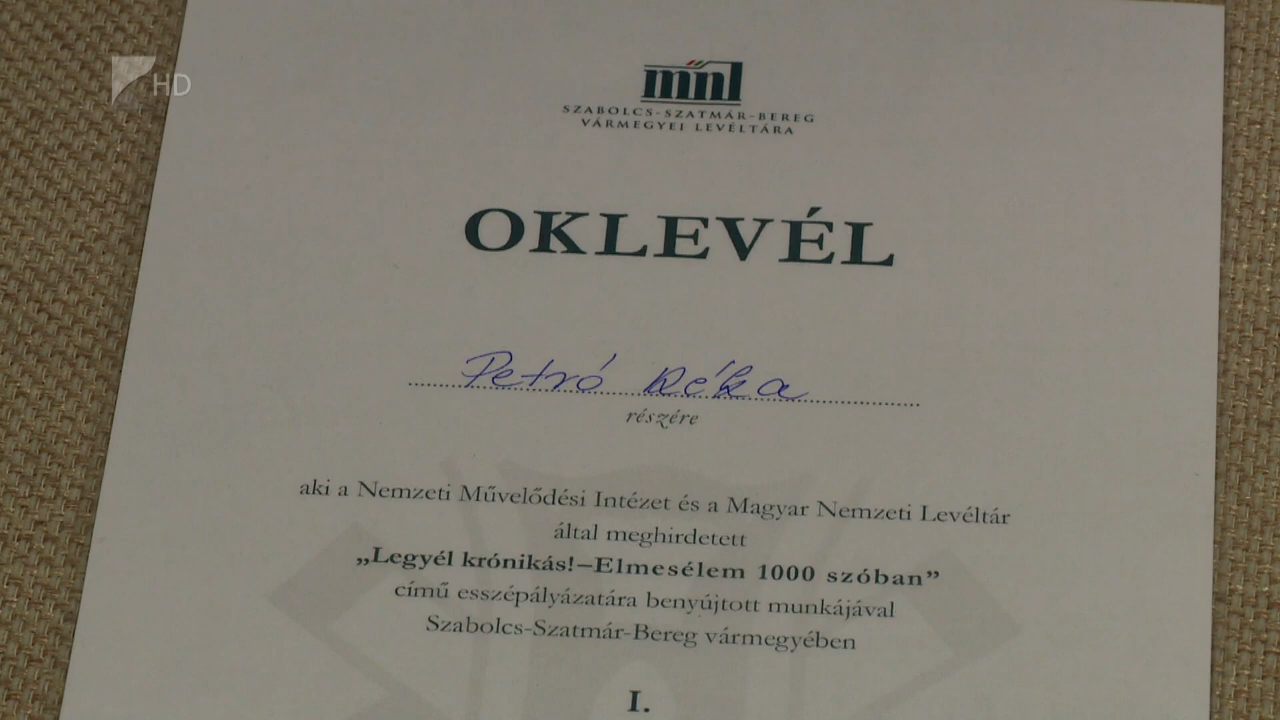 HD
mnl
SZABOLCS-SZATMÁR-BEREG
VÁRMEGYEI LEVÉLTÁRA
OKLEVÉL
Petró Réka
részére
aki a Nemzeti Művelődési Intézet és a Magyar Nemzeti Levéltár
által meghirdetett
„Legyél krónikás!–Elmesélem 1000 szóban”
című esszépályázatára benyújtott munkájával
Szabolcs-Szatmár-Bereg vármegyében
I.